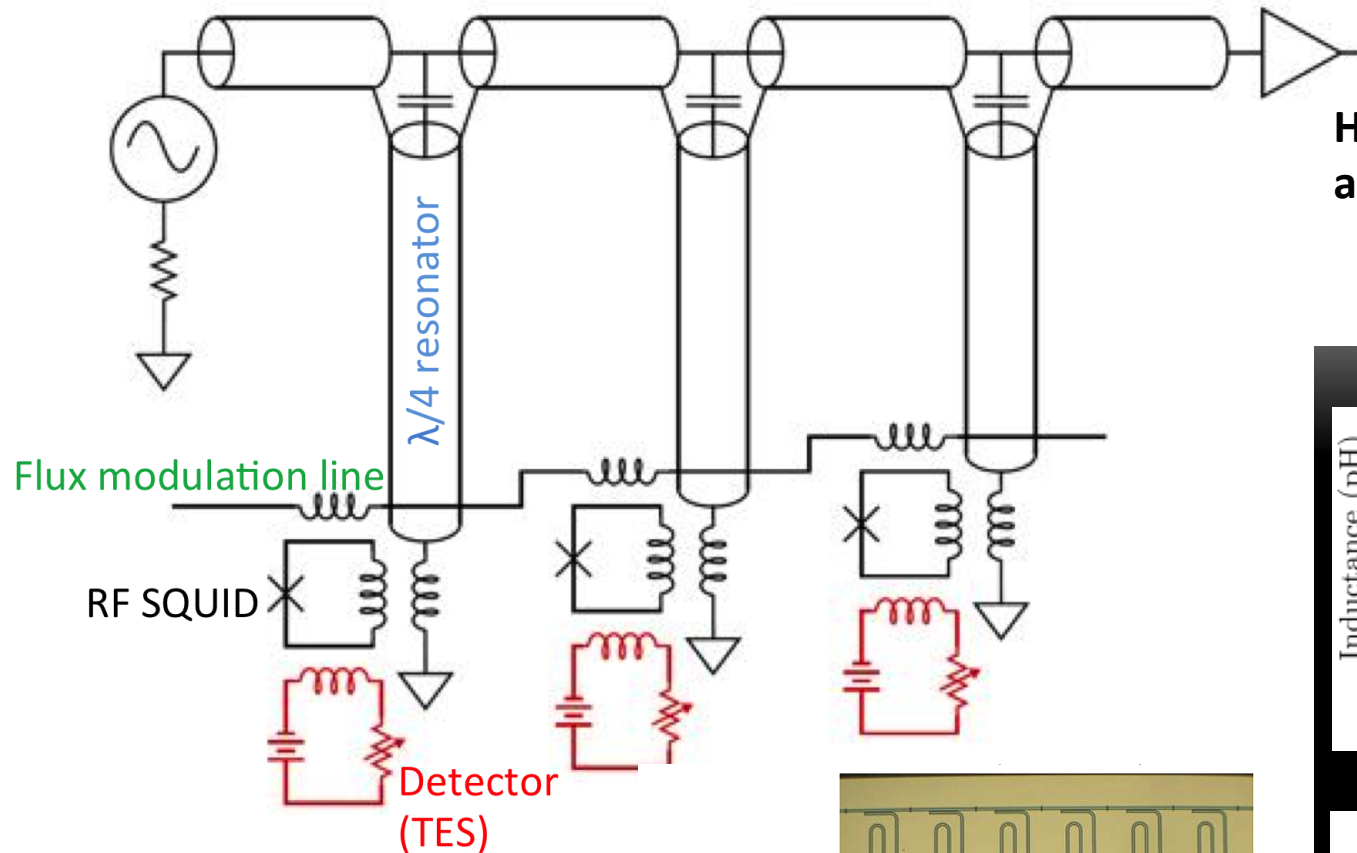 H
a
λ/4 resonator
Flux modulation line
RF SQUID
Detector
(TES)
Inductance (pH)